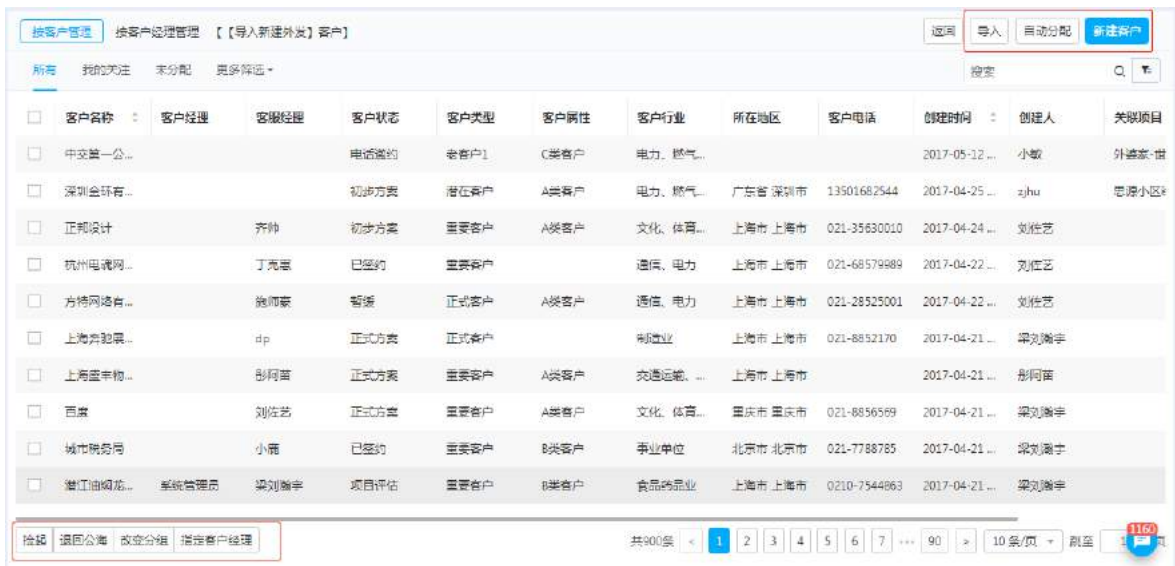 按客户管理 按客户经理管理 【【导入新建外发】客户】 返回 导入 自动分配 新建客户
所有 我的关注 未分配 更多筛选 搜索
客户名称 客户经理 客服经理 客户状态 客户类型 客户属性 客户行业 所在地区 客户电话 创建时间 创建人 关联项目
中交第一公... 电话邀约 老客户1 C类客户 电力、燃气... 2017-05-12 ... 小敏 外婆家-世
深圳金环有... 初步方案 潜在客户 A类客户 电力、燃气... 广东省 深圳市 13501682544 2017-04-25 ... zjhu 思源小区
正邦设计 齐帅 初步方案 重要客户 A类客户 文化、体育... 上海市 上海市 021-35630010 2017-04-24 ... 刘佐艺
杭州电魂网... 丁克惠 已签约 重要客户 通信、电力 上海市 上海市 021-68579989 2017-04-22 ... 刘佐艺
方特网络有... 施师豪 暂缓 正式客户 A类客户 通信、电力 上海市 上海市 021-28525001 2017-04-22 ... 刘佐艺
上海奔驰展... dp 正式方案 正式客户 制造业 上海市 上海市 021-8852170 2017-04-21 ... 梁刘瀚宇
上海盛丰物... 彭阿苗 正式方案 重要客户 A类客户 交通运输、... 上海市 上海市 2017-04-21 ... 彭阿苗
百度 刘佐艺 正式方案 重要客户 A类客户 文化、体育... 重庆市 重庆市 021-8856569 2017-04-21 ... 梁刘瀚宇
城市税务局 小鹿 已签约 重要客户 B类客户 事业单位 北京市 北京市 021-7788785 2017-04-21 ... 梁刘瀚宇
潜江油焖龙... 系统管理员 梁刘瀚宇 项目评估 重要客户 B类客户 食品药品业 上海市 上海市 0210-7544863 2017-04-21 ... 梁刘瀚宇
捡起 退回公海 改变分组 指定客户经理 共900条 < 1 2 3 4 5 6 7 ••• 90 > 10 条/页 跳至 1 页
1160